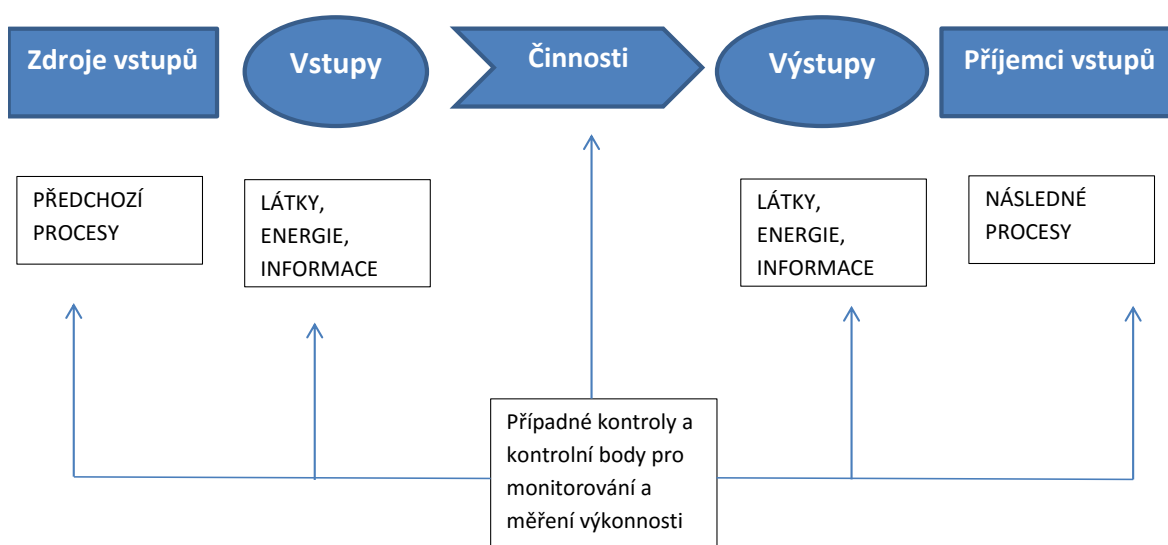 Zdroje vstupů
Vstupy
Činnosti
Výstupy
Příjemci vstupů
PŘEDCHOZÍ
PROCESY
LÁTKY,
ENERGIE,
INFORMACE
LÁTKY,
ENERGIE,
INFORMACE
NÁSLEDNÉ
PROCESY
Případné kontroly a
kontrolní body pro
monitorování a
měření výkonnosti